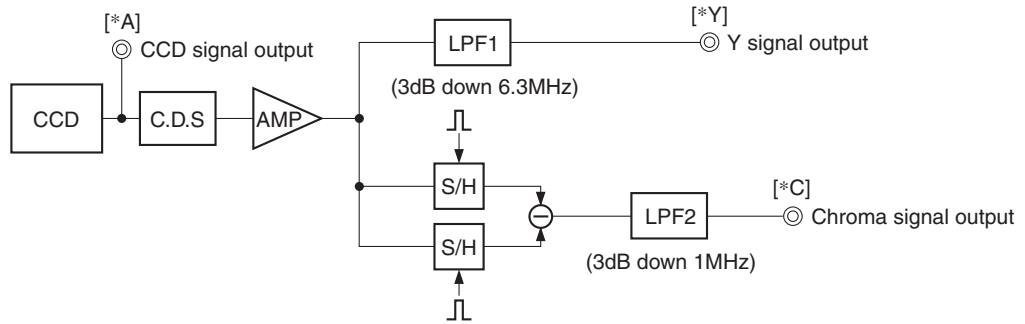 [*A]
CCD signal output
[*Y]
LPF1
Y signal output
(3dB down 6.3MHz)
CCD
C.D.S
AMP
S/H
[*C]
LPF2
Chroma signal output
S/H
(3dB down 1MHz)